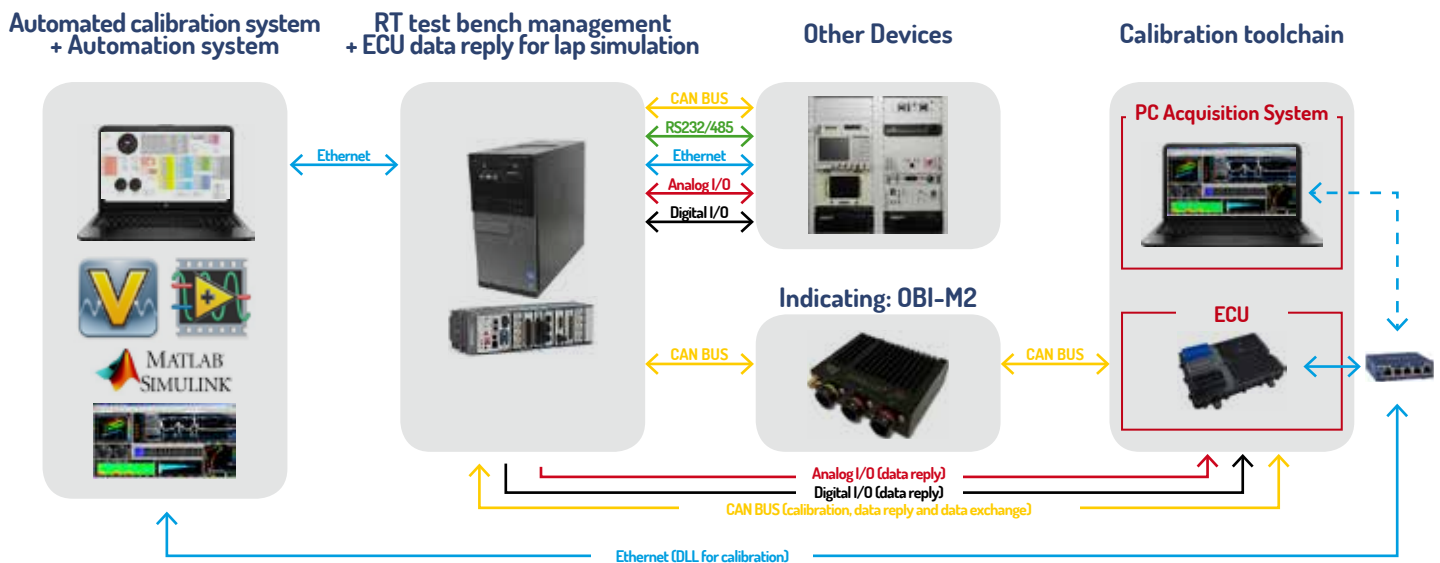 Automated calibration system
+ Automation system
RT test bench management
+ ECU data reply for lap simulation
Other Devices
Calibration toolchain
CAN BUS
RS232/485
Ethernet
Ethernet
Analog I/O
Digital I/O
PC Acquisition System
V
MATLAB
SIMULINK
Indicating: OBI-M2
ECU
CAN BUS
CAN BUS
Analog I/O (data reply)
Digital I/O (data reply)
CAN BUS (calibration, data reply and data exchange)
Ethernet (DLL for calibration)